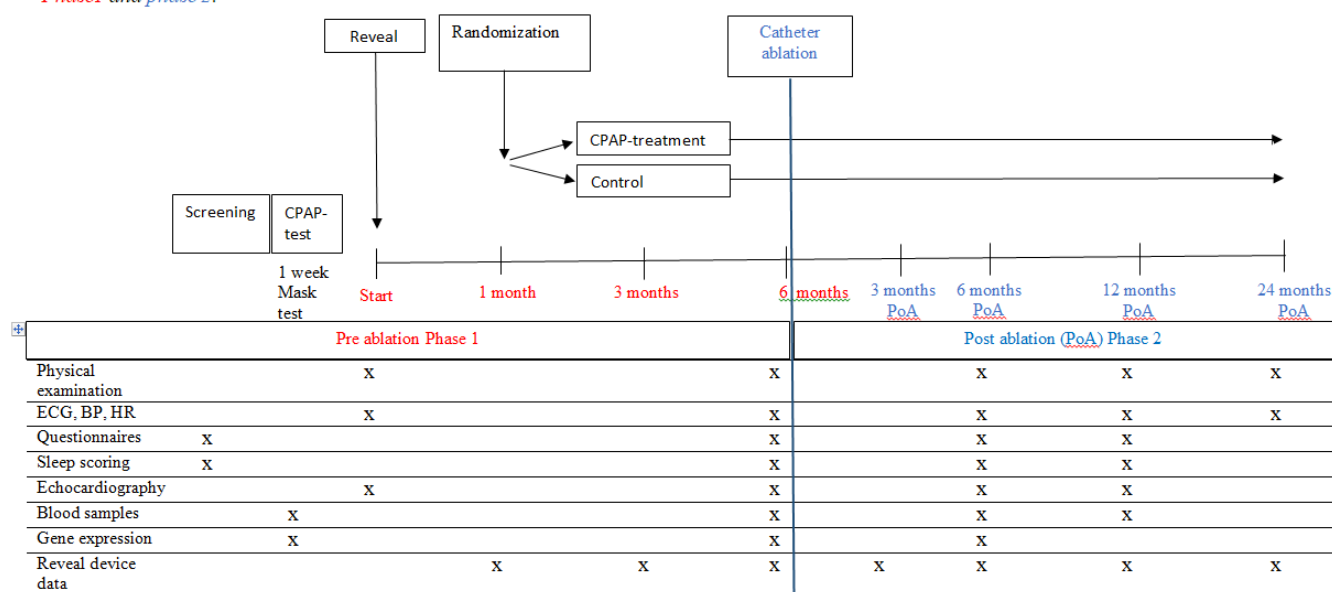 Phase1 and phase 2.
Reveal
Randomization
Catheter
ablation
CPAP-treatment
Control
Screening
CPAP-
test
1 week
Mask
test
Start
1 month
3 months
6 months
3 months
PoA
6 months
PoA
12 months
PoA
24 months
PoA
Pre ablation Phase 1
Post ablation (PoA) Phase 2
Physical
examination
x x x x x
ECG, BP, HR x x x x x
Questionnaires x x x x
Sleep scoring x x x x
Echocardiography x x x x
Blood samples x x x x
Gene expression x x x
Reveal device
data
x x x x x x x